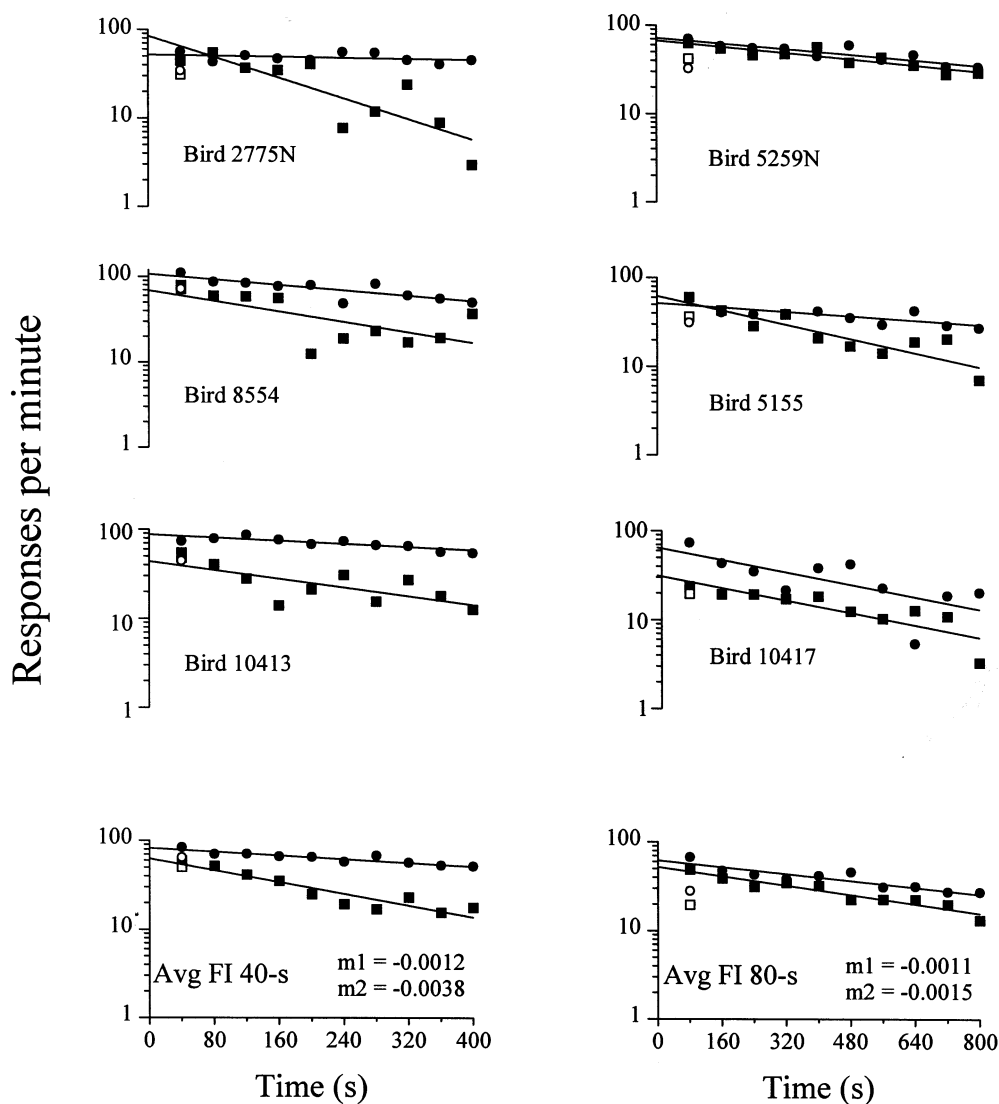 Responses per minute
100
10
1
Bird 2775N
100
10
1
Bird 5259N
100
10
1
Bird 8554
100
10
1
Bird 5155
100
10
1
Bird 10413
100
10
1
Bird 10417
100
10
1
Avg FI 40-s
m1 = -0.0012
m2 = -0.0038
0 80 160 240 320 400
Time (s)
100
10
1
Avg FI 80-s
m1 = -0.0011
m2 = -0.0015
0 160 320 480 640 800
Time (s)